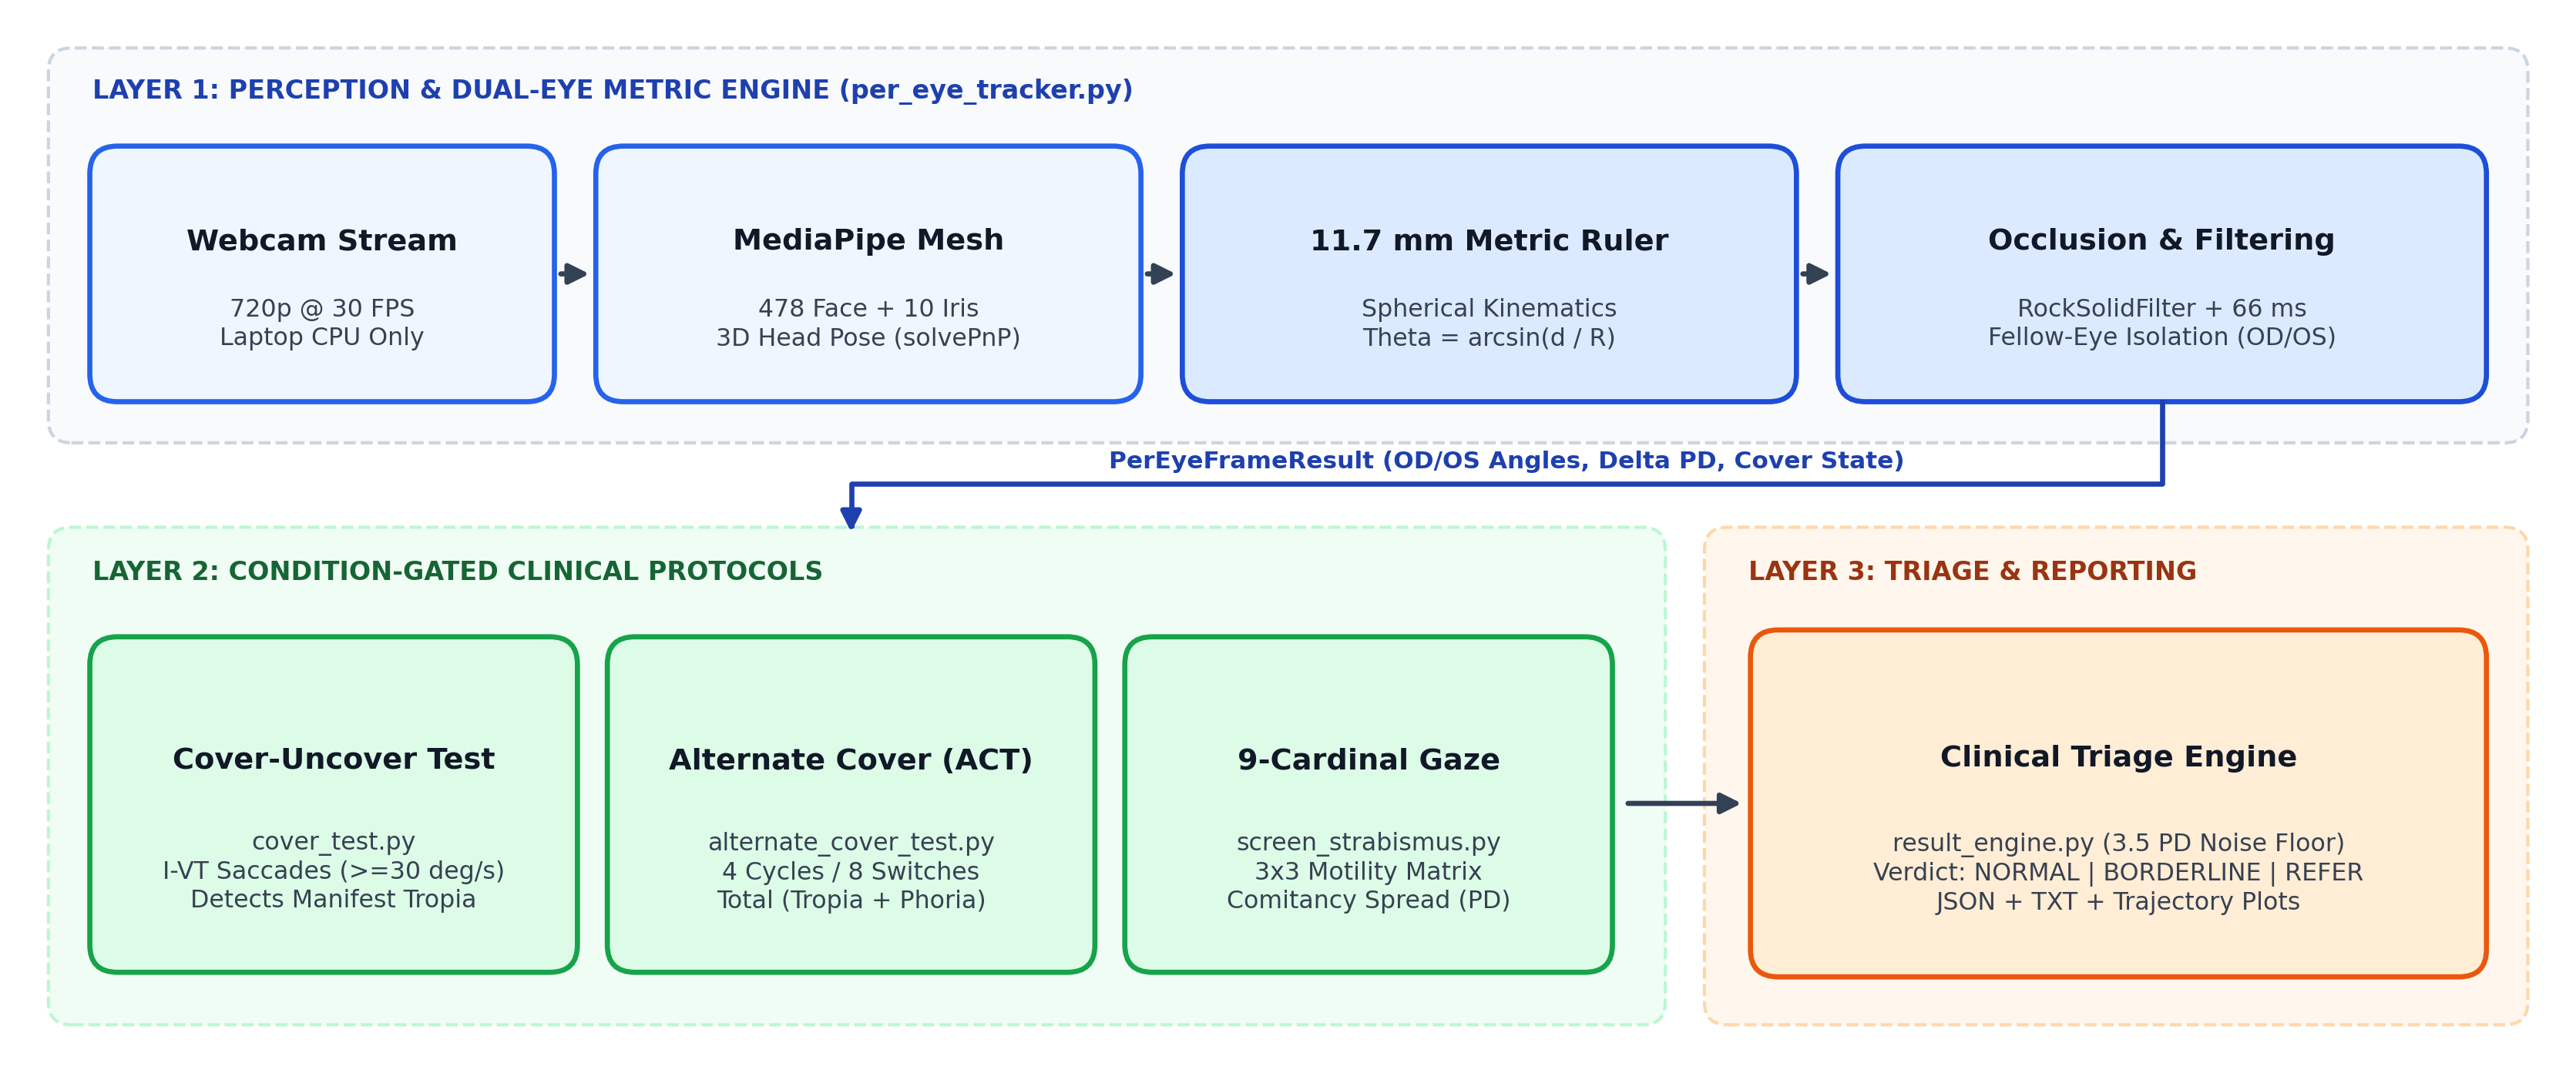 LAYER 1: PERCEPTION & DUAL-EYE METRIC ENGINE (per_eye_tracker.py)
Webcam Stream
720p @ 30 FPS
Laptop CPU Only
MediaPipe Mesh
478 Face + 10 Iris
3D Head Pose (solvePnP)
11.7 mm Metric Ruler
Spherical Kinematics
Theta = arcsin(d / R)
Occlusion & Filtering
RockSolidFilter + 66 ms
Fellow-Eye Isolation (OD/OS)
PerEyeFrameResult (OD/OS Angles, Delta PD, Cover State)
LAYER 2: CONDITION-GATED CLINICAL PROTOCOLS
Cover-Uncover Test
cover_test.py
I-VT Saccades (>=30 deg/s)
Detects Manifest Tropia
Alternate Cover (ACT)
alternate_cover_test.py
4 Cycles / 8 Switches
Total (Tropia + Phoria)
9-Cardinal Gaze
screen_strabismus.py
3x3 Motility Matrix
Comitancy Spread (PD)
LAYER 3: TRIAGE & REPORTING
Clinical Triage Engine
result_engine.py (3.5 PD Noise Floor)
Verdict: NORMAL | BORDERLINE | REFER
JSON + TXT + Trajectory Plots